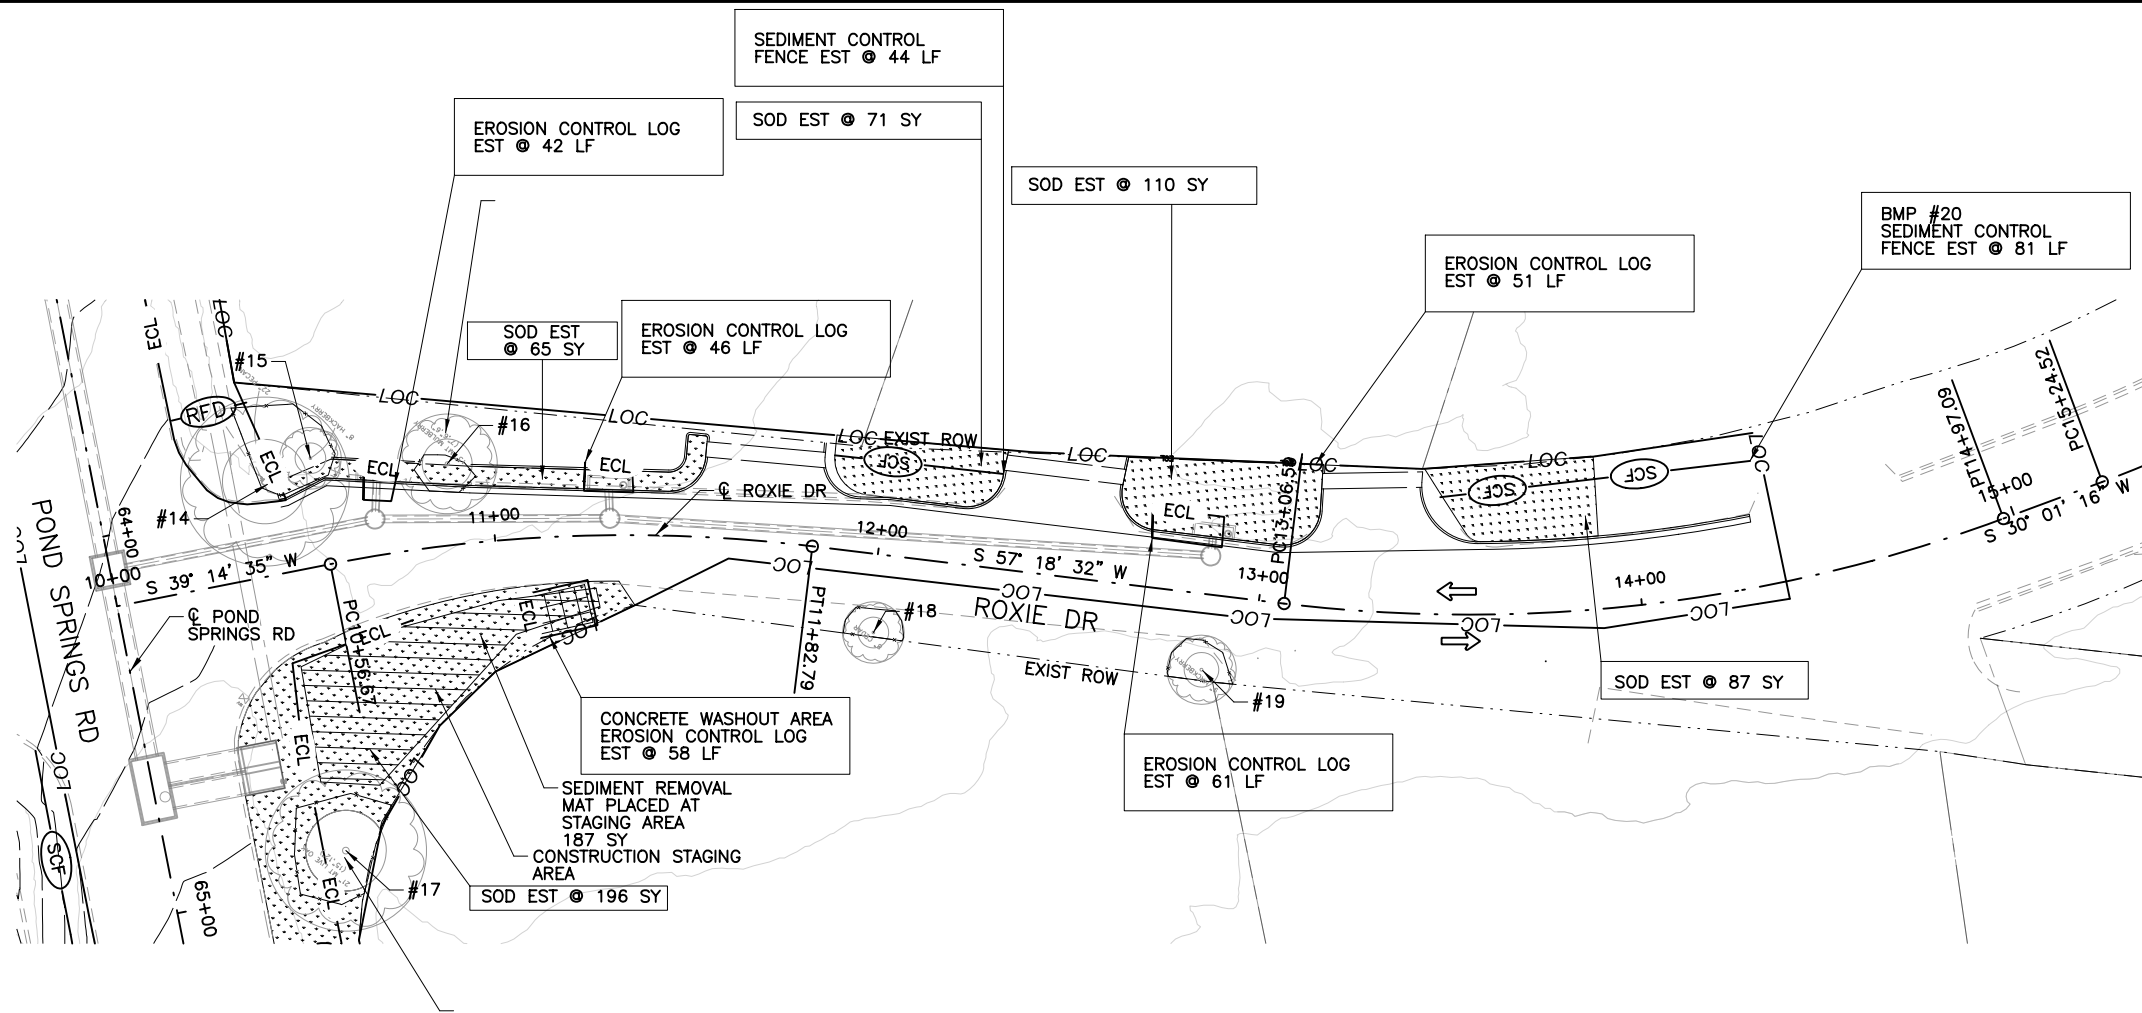 SEDIMENT CONTROL
FENCE EST @ 44 LF
SOD EST @ 71 SY
EROSION CONTROL LOG
EST @ 42 LF
SOD EST @ 110 SY
BMP #20
SEDIMENT CONTROL
FENCE EST @ 81 LF
EROSION CONTROL LOG
EST @ 51 LF
SOD EST
@ 65 SY
EROSION CONTROL LOG
EST @ 46 LF
ECL
LOC
#15
RFD
LOC
LOC
#16
LOC
EXIST ROW
LOC
LOC
LOC
LOC
SCF
SCF
SCF
ECL
ECL
ECL
ECL
℄ ROXIE DR
#14
PC13+06.59
PT14+97.09
PC15+24.52
POND SPRINGS RD
LOC
64+00
10+00
S 39° 14' 35" W
11+00
12+00
S 57° 18' 32" W
13+00
14+00
15+00
S 30° 01' 16" W
℄ POND
SPRINGS RD
PC10+56.67
ECL
ECL
LOC
LOC
PT11+82.79
#18
LOC
ROXIE DR
LOC
LOC
LOC
EXIST ROW
#19
SOD EST @ 87 SY
CONCRETE WASHOUT AREA
EROSION CONTROL LOG
EST @ 58 LF
EROSION CONTROL LOG
EST @ 61 LF
ECL
LOC
LOC
SEDIMENT REMOVAL
MAT PLACED AT
STAGING AREA
187 SY
CONSTRUCTION STAGING
AREA
SOD EST @ 196 SY
SCF
ECL
#17
65+00